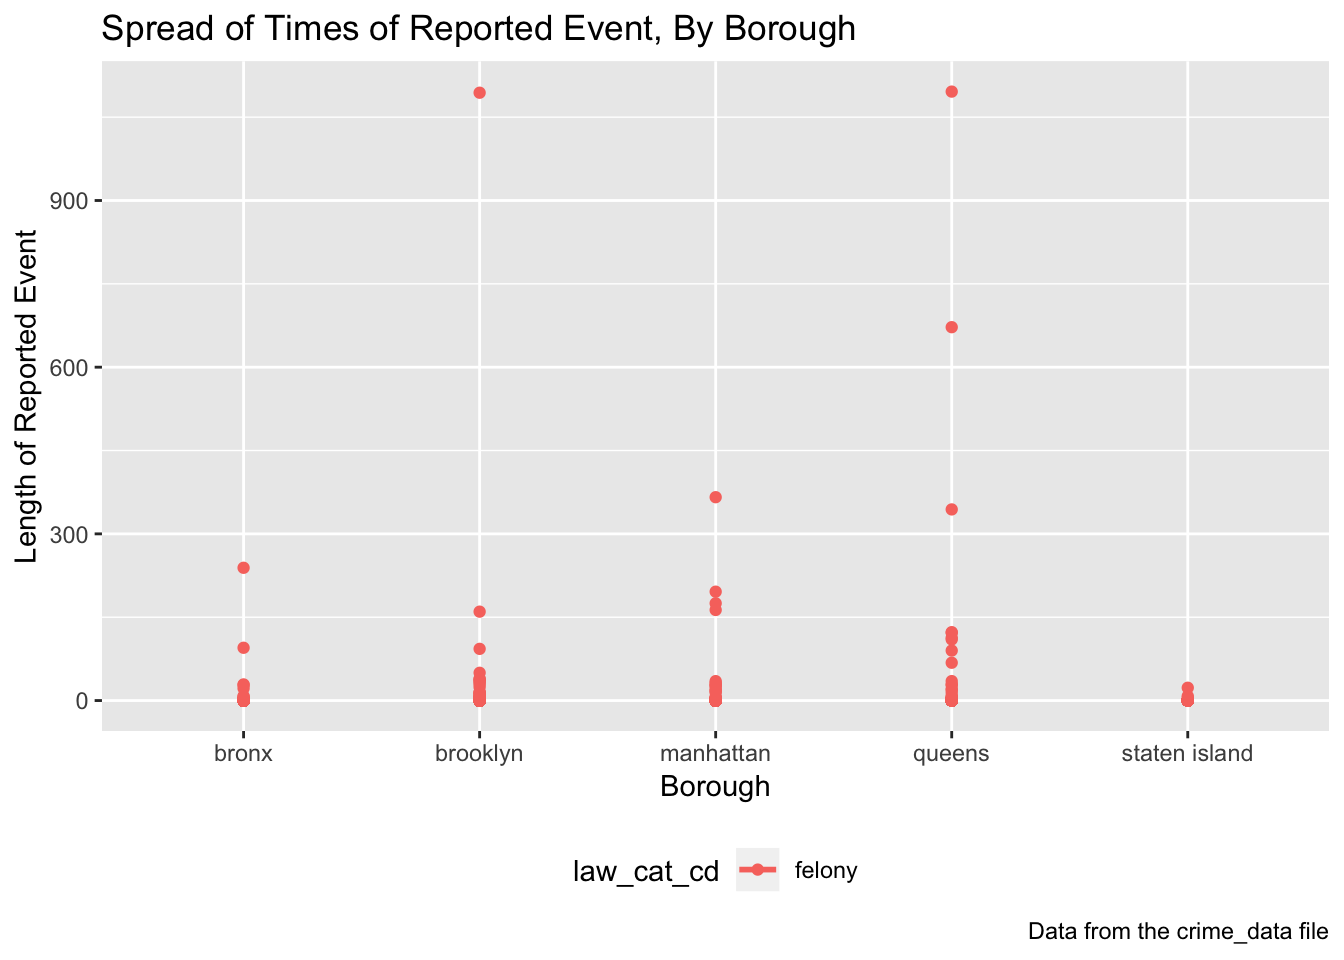 Spread of Times of Reported Event, By Borough
Length of Reported Event
900
600
300
0
bronx brooklyn manhattan queens staten island
Borough
law_cat_cd felony
Data from the crime_data file